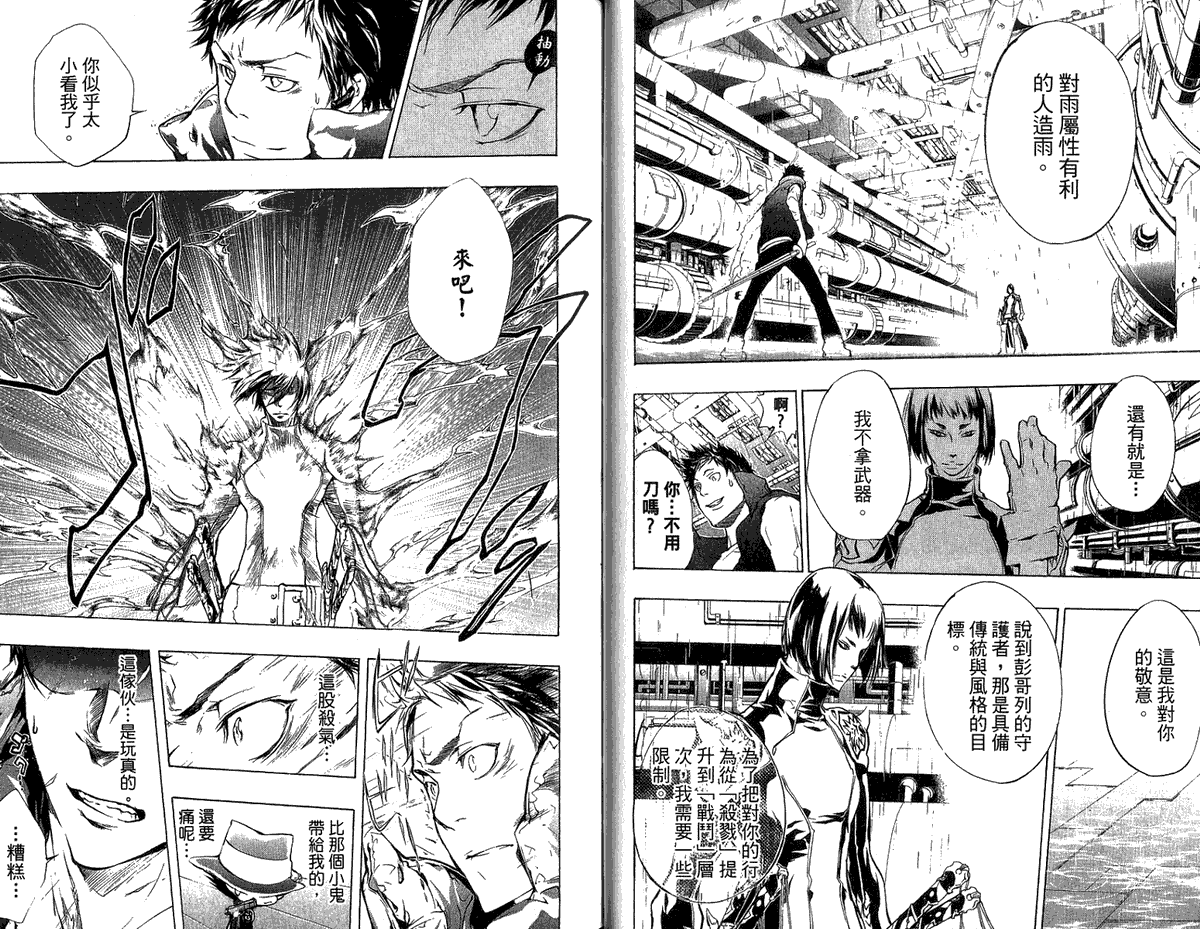 對雨屬性有利
的人造雨。
還有就是…
我不拿武器。
啊?
你…不用
刀嗎?
這是我對你
的敬意。
說到彭哥列的守
護者,那是具備
傳統與風格的目
標。
為了把對你的行
為從「殺戮」提
升到「戰鬥」層
次,我需要一些
限制。
抽動
你似乎太
小看我了。
來吧!
這股殺氣…
比那個小鬼
帶給我的,
還要
痛呢…
這傢伙…是玩真的。
…糟糕…